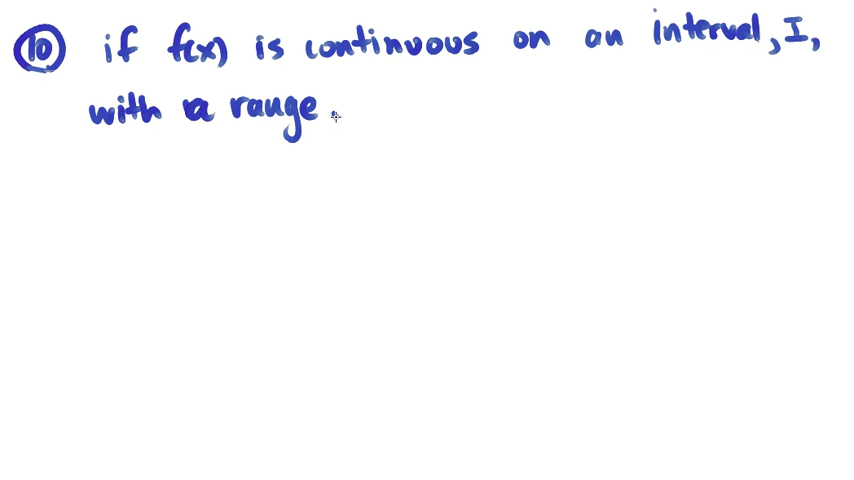 10 if f(x) is continuous on an interval, I,
with a range